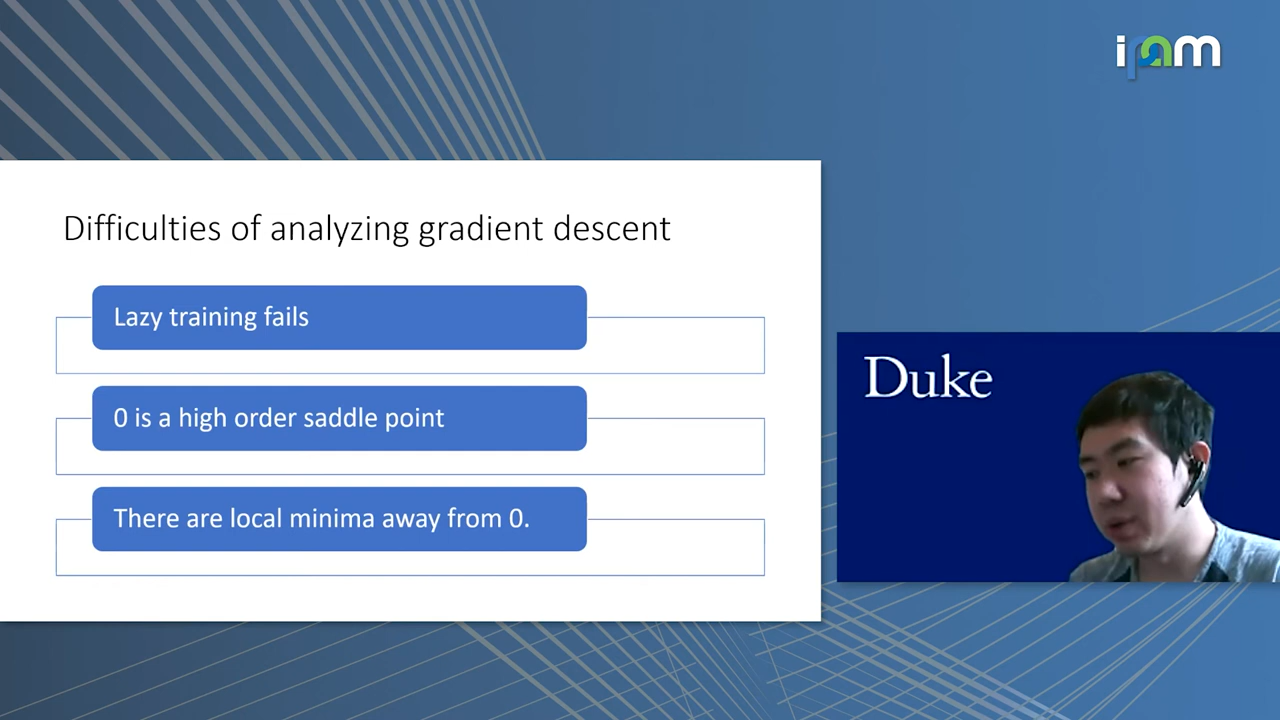 ipam
Difficulties of analyzing gradient descent
Lazy training fails
0 is a high order saddle point
There are local minima away from 0.
Duke